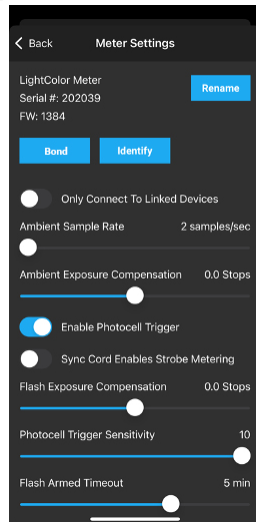 Back Meter Settings
LightColor Meter
Serial #: 202039
Rename
FW: 1384
Bond Identify
Only Connect To Linked Devices
Ambient Sample Rate 2 samples/sec
Ambient Exposure Compensation 0.0 Stops
Enable Photocell Trigger
Sync Cord Enables Strobe Metering
Flash Exposure Compensation 0.0 Stops
Photocell Trigger Sensitivity 10
Flash Armed Timeout 5 min